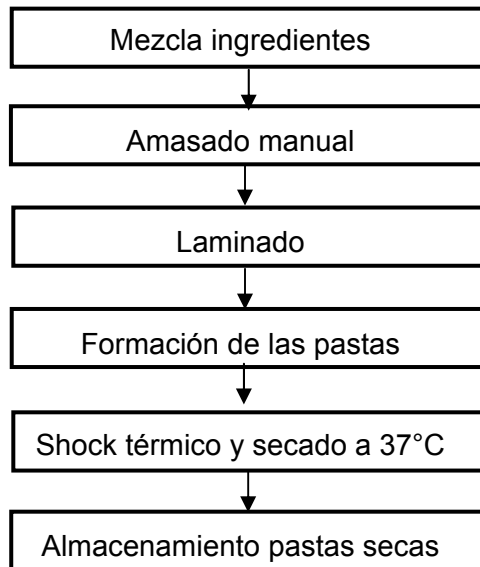 Mezcla ingredientes
Amasado manual
Laminado
Formación de las pastas
Shock térmico y secado a 37°C
Almacenamiento pastas secas